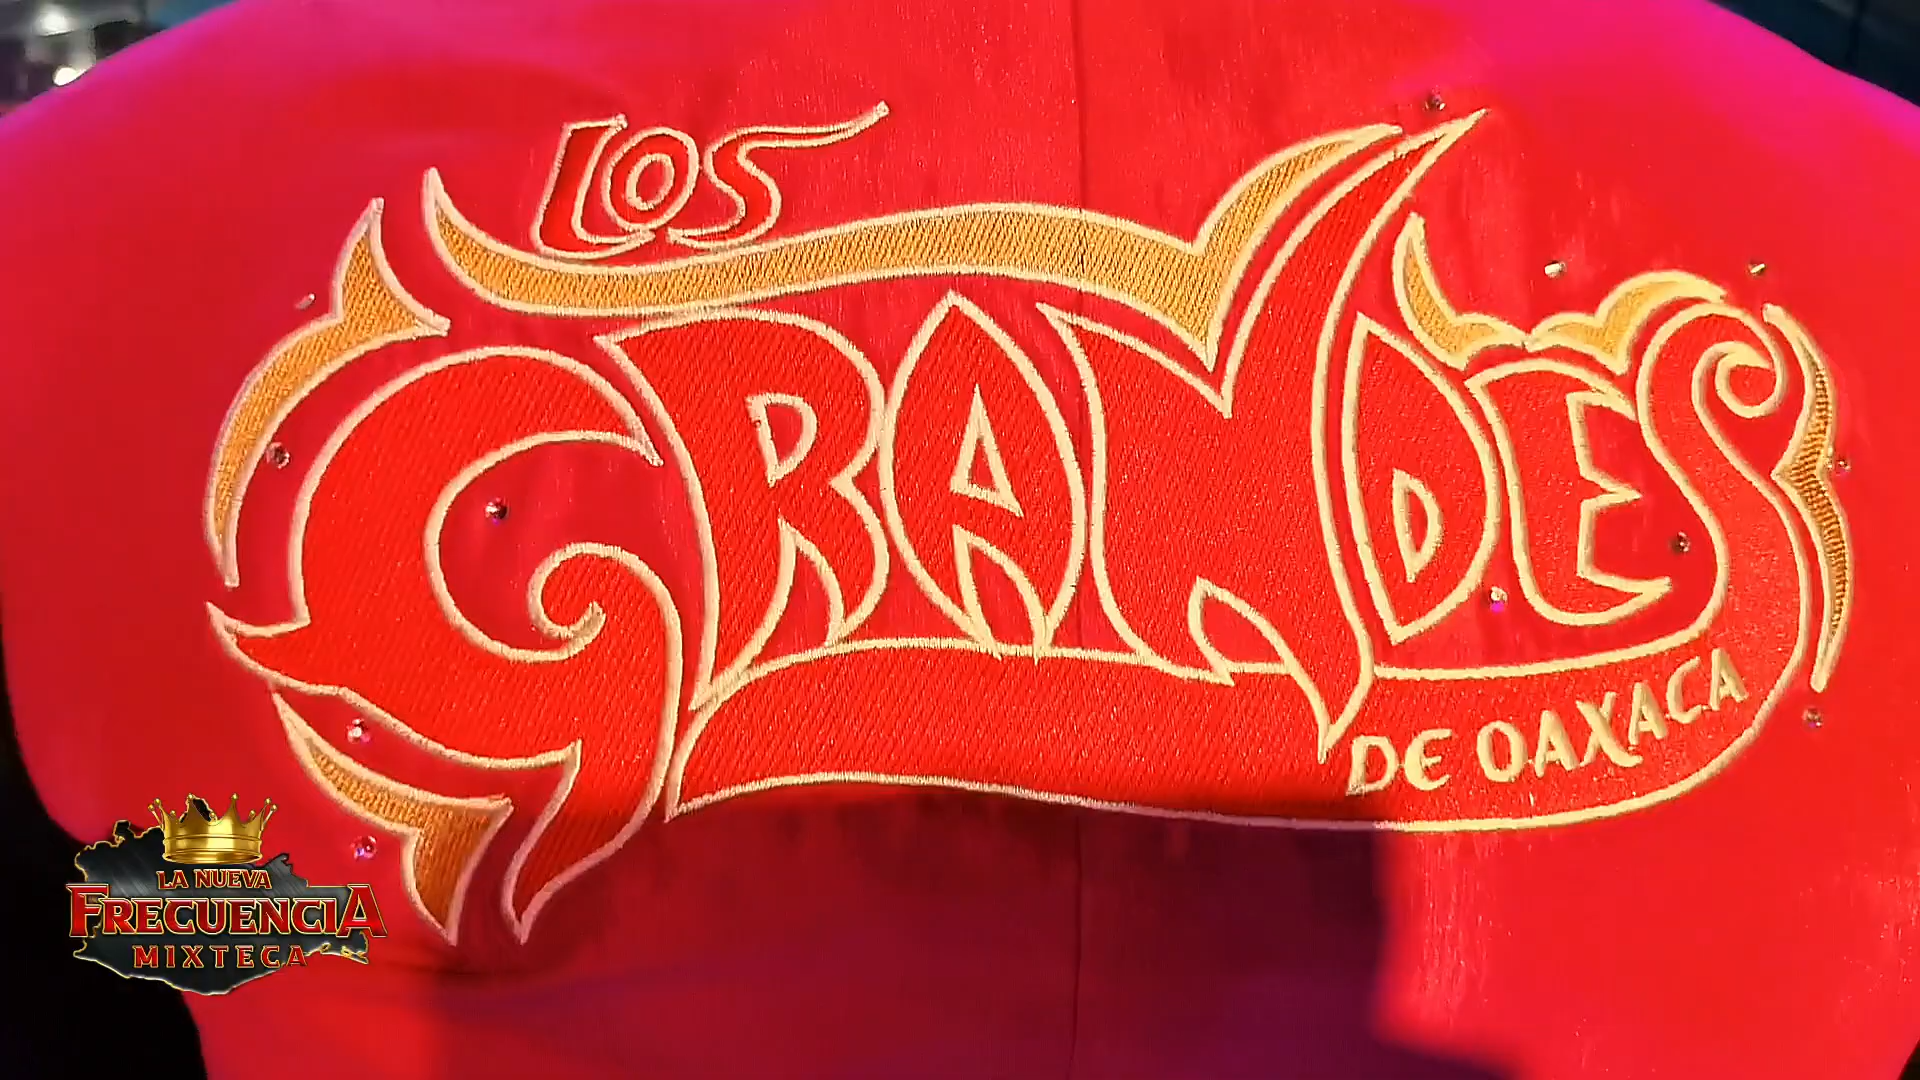 LOS
GRANDES
DE OAXACA
LA NUEVA
FRECUENCIA
MIXTECA